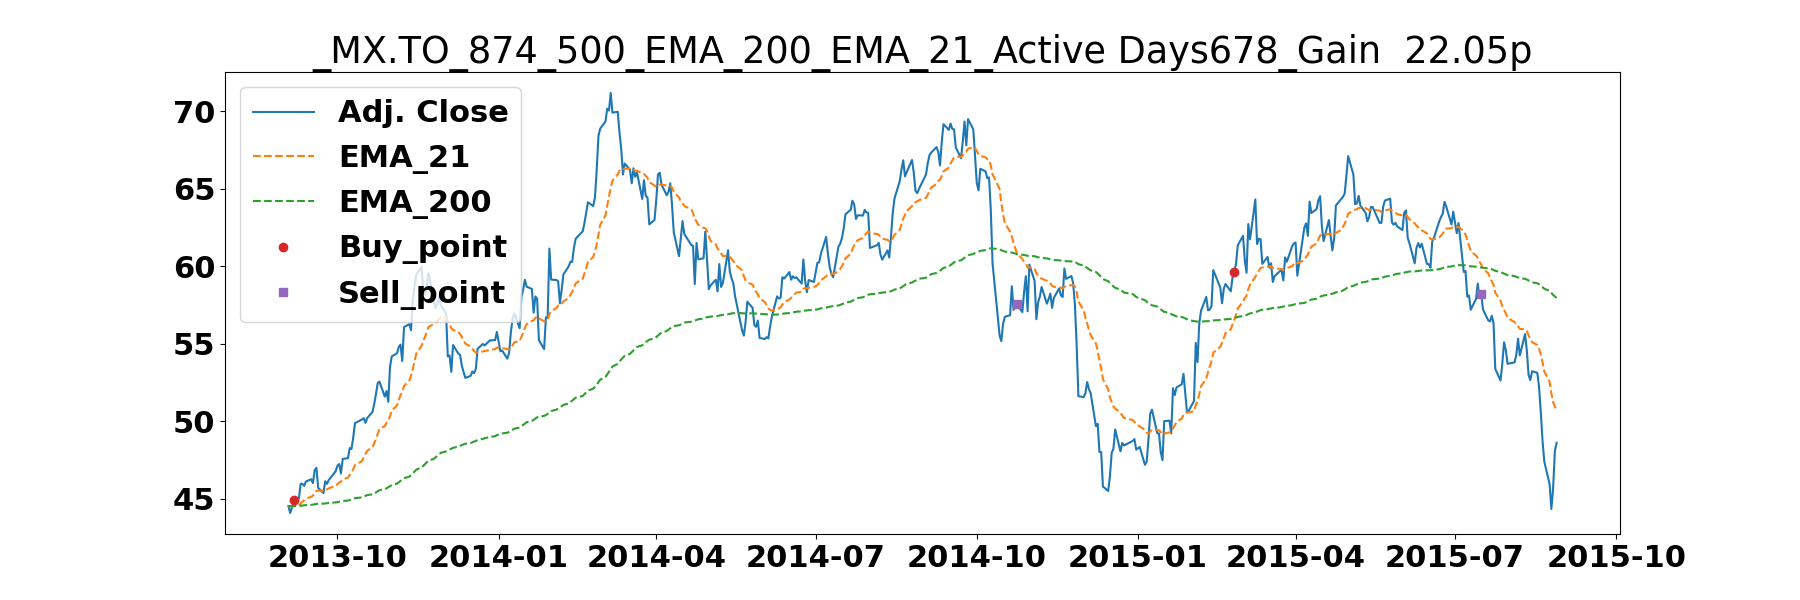 _MX.TO_874_500_EMA_200_EMA_21_Active Days678_Gain  22.05p
70
65
60
55
50
45
Adj. Close
EMA_21
EMA_200
Buy_point
Sell_point
2013-10 2014-01 2014-04 2014-07 2014-10 2015-01 2015-04 2015-07 2015-10